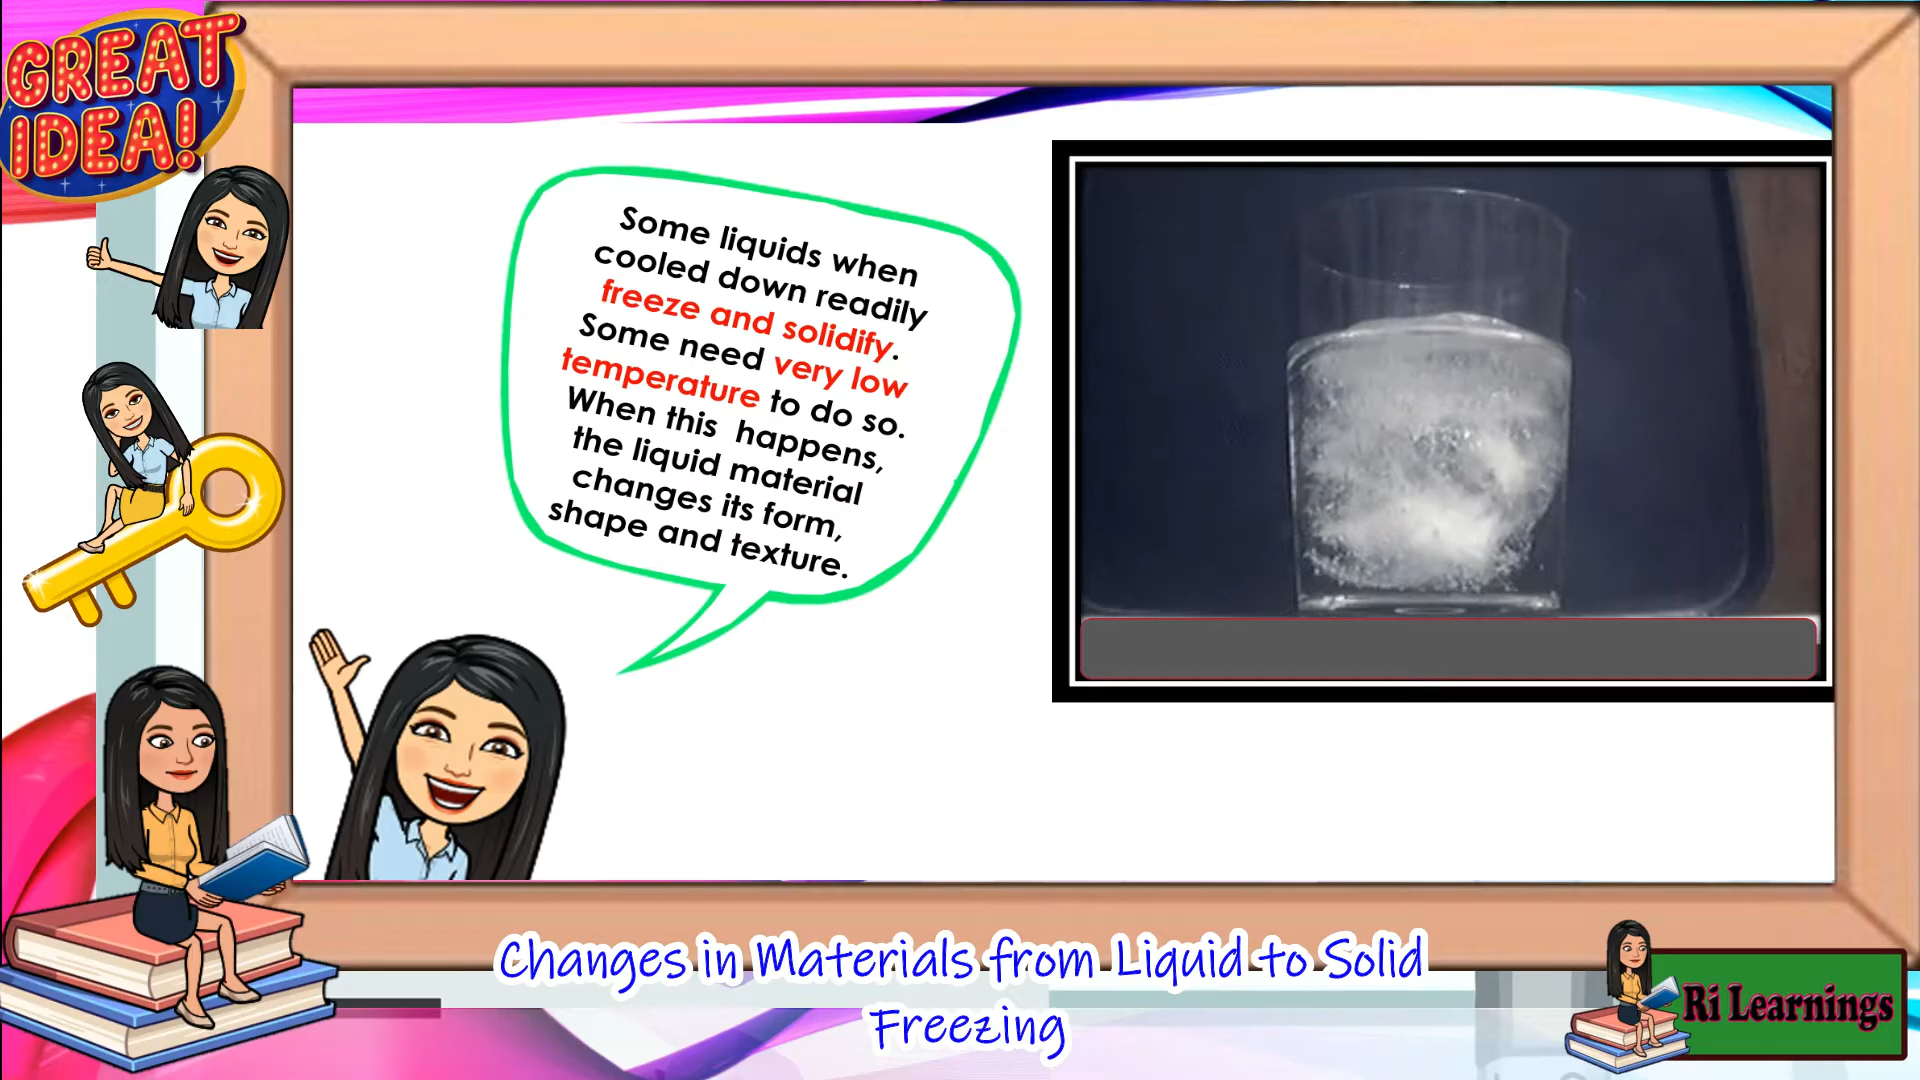 GREAT
IDEA!
Some liquids when
cooled down readily
freeze and solidify.
Some need very low
temperature to do so.
When this happens,
the liquid material
changes its form,
shape and texture.
Changes in Materials from Liquid to Solid
Freezing
Ri Learnings